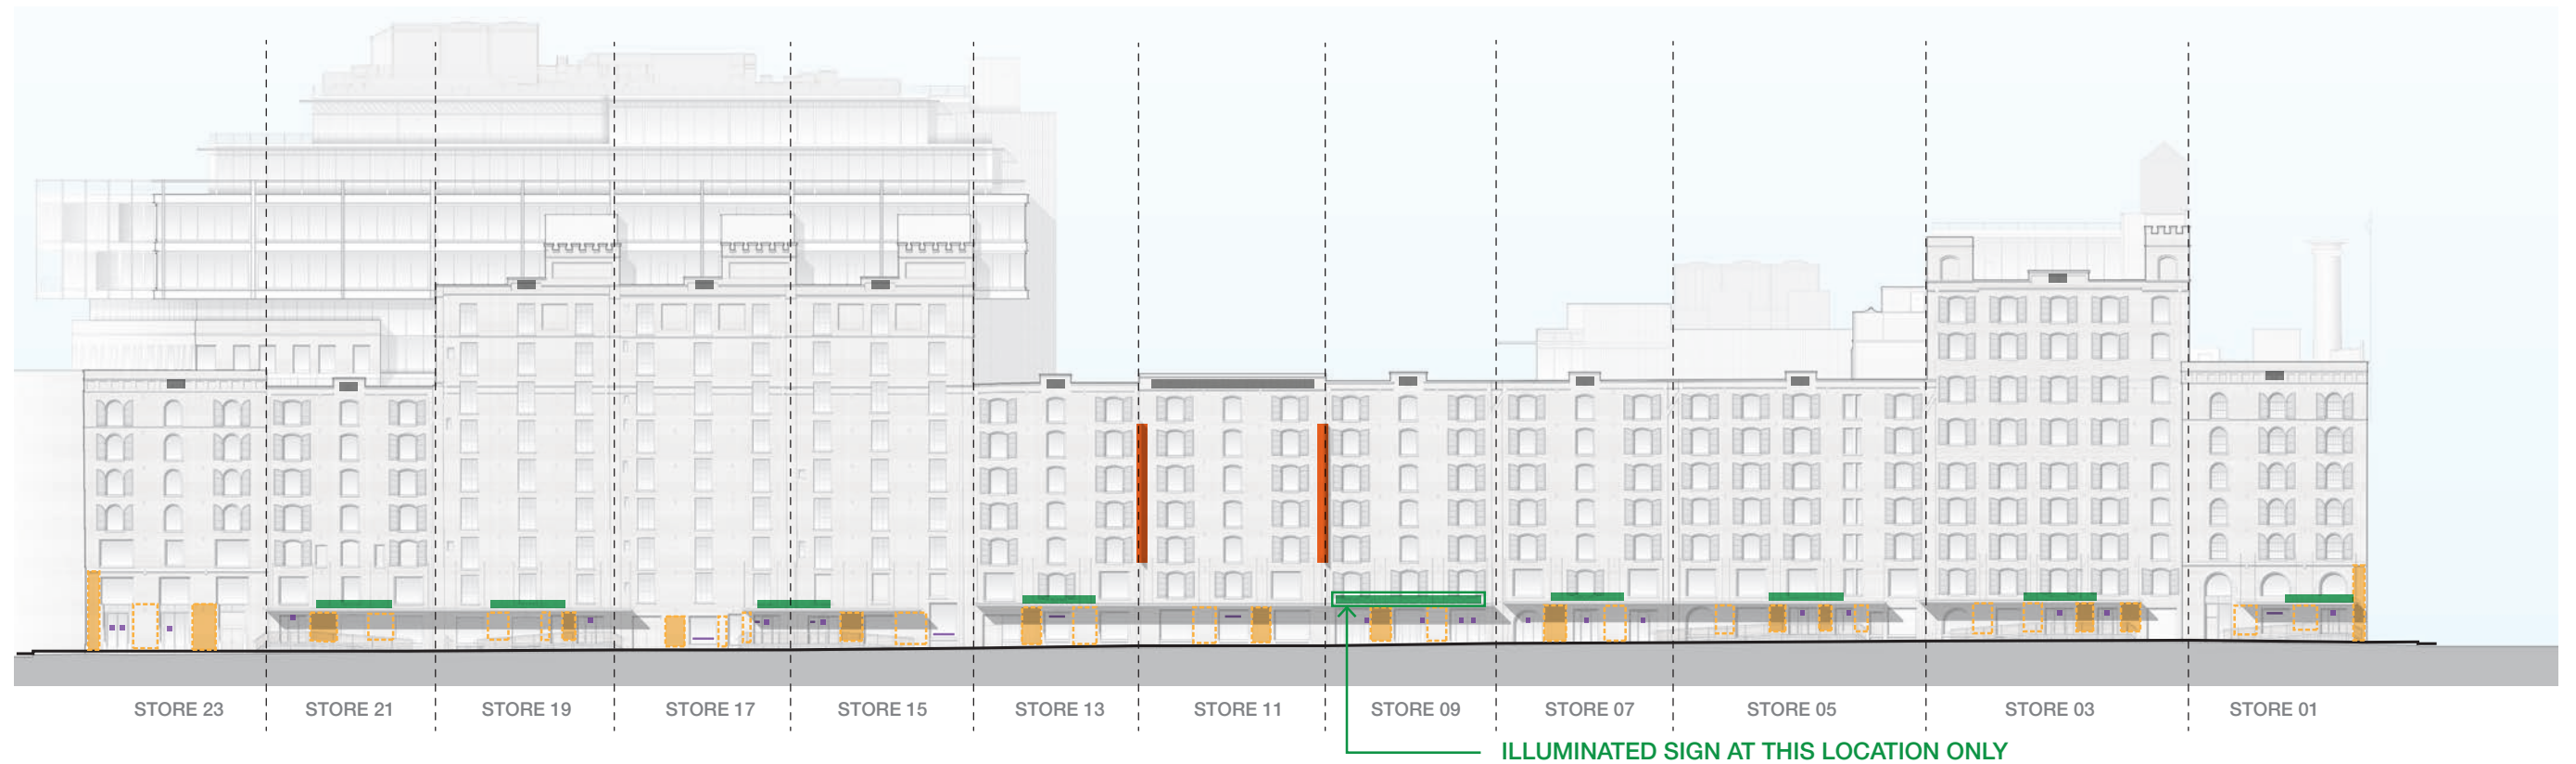 STORE 23
STORE 21
STORE 19
STORE 17
STORE 15
STORE 13
STORE 11
STORE 09
STORE 07
STORE 05
STORE 03
STORE 01
ILLUMINATED SIGN AT THIS LOCATION ONLY